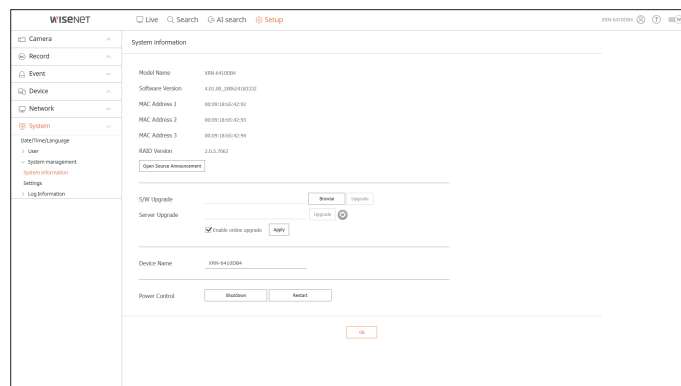 WISENET
Live Search AI search Setup
XRN-6410DB4
Camera
Record
Event
Device
Network
System
Date/Time/Language
> User
System management
System information
Settings
> Log Information
System information
Model Name XRN-6410DB4
Software Version 4.01.00_200624183333
MAC Address 1 00:09:18:65:42:92
MAC Address 2 00:09:18:65:42:93
MAC Address 3 00:09:18:65:42:94
RAID Version 2.0.5.7063
Open Source Announcement
S/W Upgrade Browse Upgrade
Server Upgrade Upgrade
Enable online upgrade Apply
Device Name XRN-6410DB4
Power Control Shutdown Restart
OK